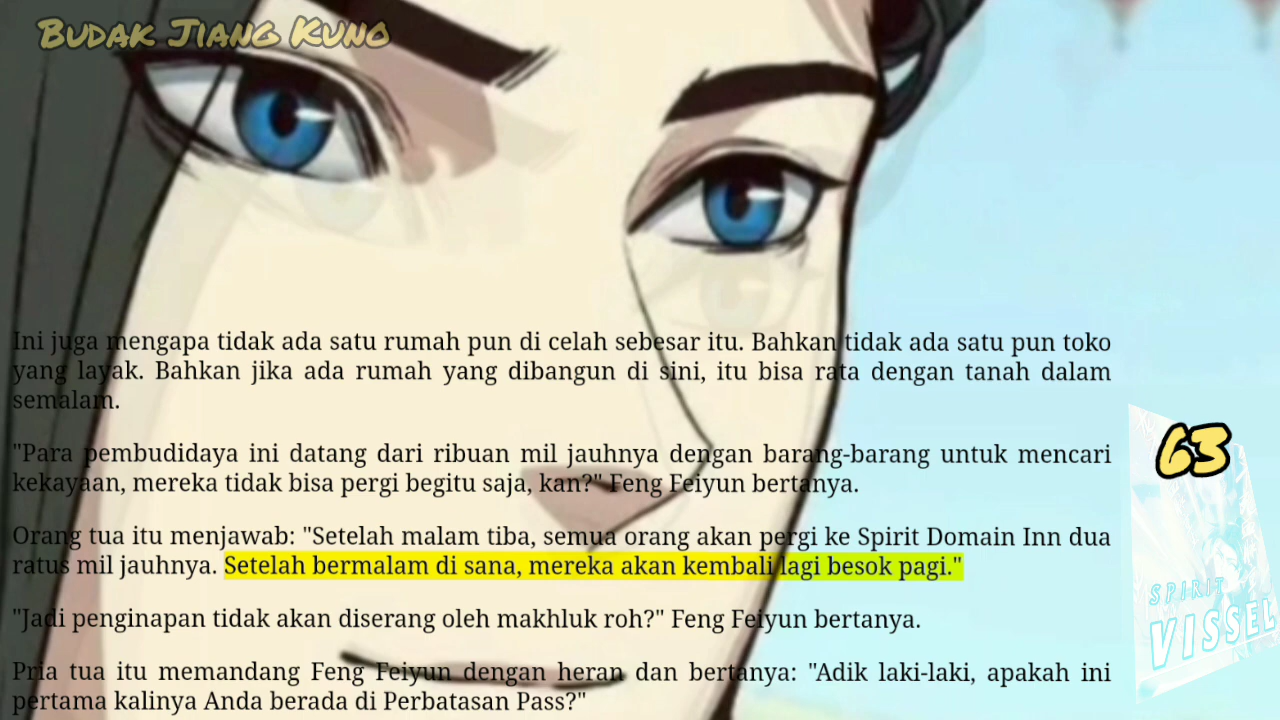 Budak Jiang Kuno
Ini juga mengapa tidak ada satu rumah pun di celah sebesar itu. Bahkan tidak ada satu pun toko
yang layak. Bahkan jika ada rumah yang dibangun di sini, itu bisa rata dengan tanah dalam
semalam.
"Para pembudidaya ini datang dari ribuan mil jauhnya dengan barang-barang untuk mencari
kekayaan, mereka tidak bisa pergi begitu saja, kan?" Feng Feiyun bertanya.
Orang tua itu menjawab: "Setelah malam tiba, semua orang akan pergi ke Spirit Domain Inn dua
ratus mil jauhnya. Setelah bermalam di sana, mereka akan kembali lagi besok pagi."
"Jadi penginapan tidak akan diserang oleh makhluk roh?" Feng Feiyun bertanya.
Pria tua itu memandang Feng Feiyun dengan heran dan bertanya: "Adik laki-laki, apakah ini
pertama kalinya Anda berada di Perbatasan Pass?"
63
SPIRIT
VISSEL